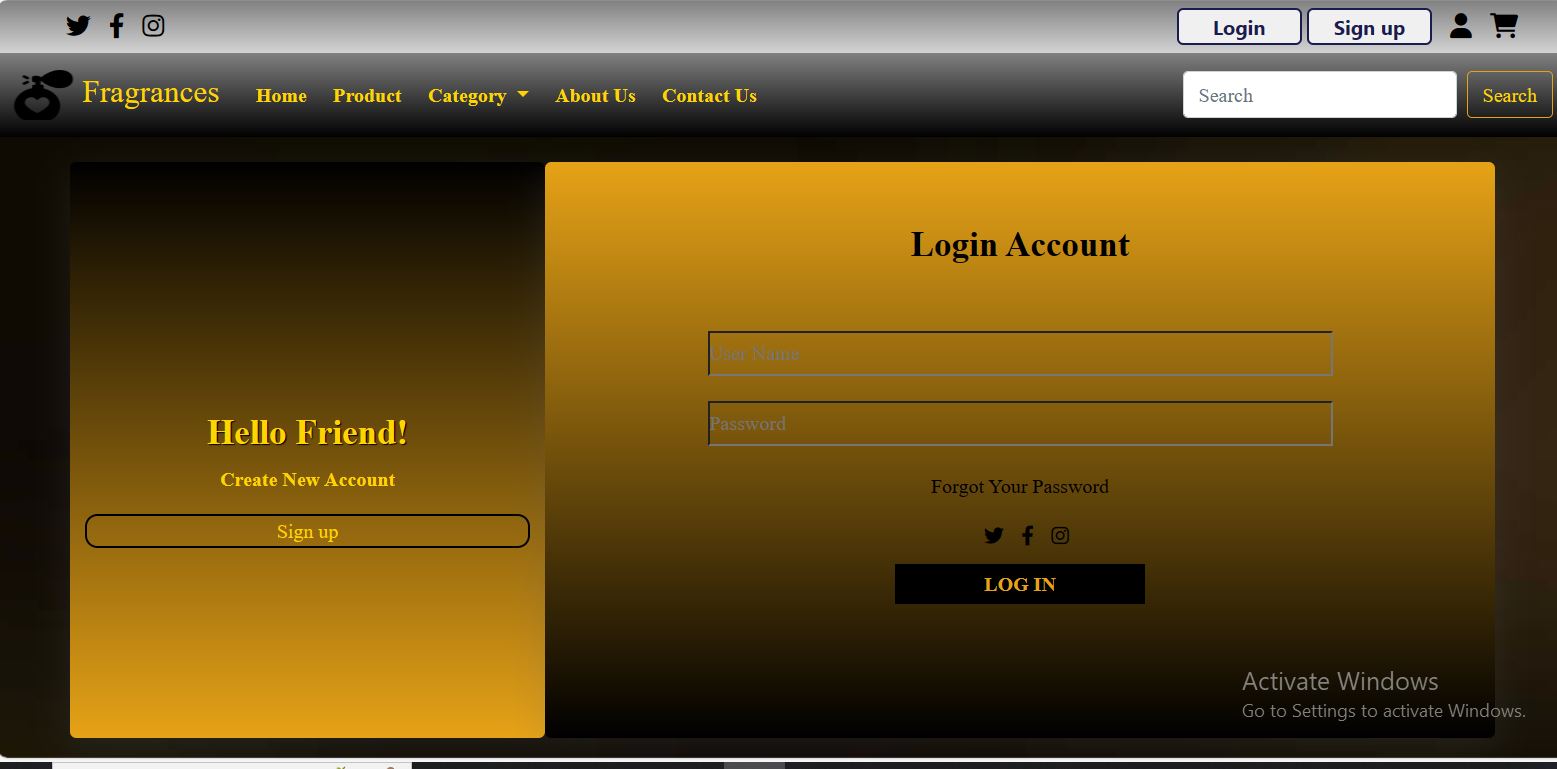 Login Sign up
Fragrances Home Product Category About Us Contact Us Search Search
Login Account
User Name
Password
Hello Friend!
Create New Account
Sign up
Forgot Your Password
LOG IN
Activate Windows
Go to Settings to activate Windows.